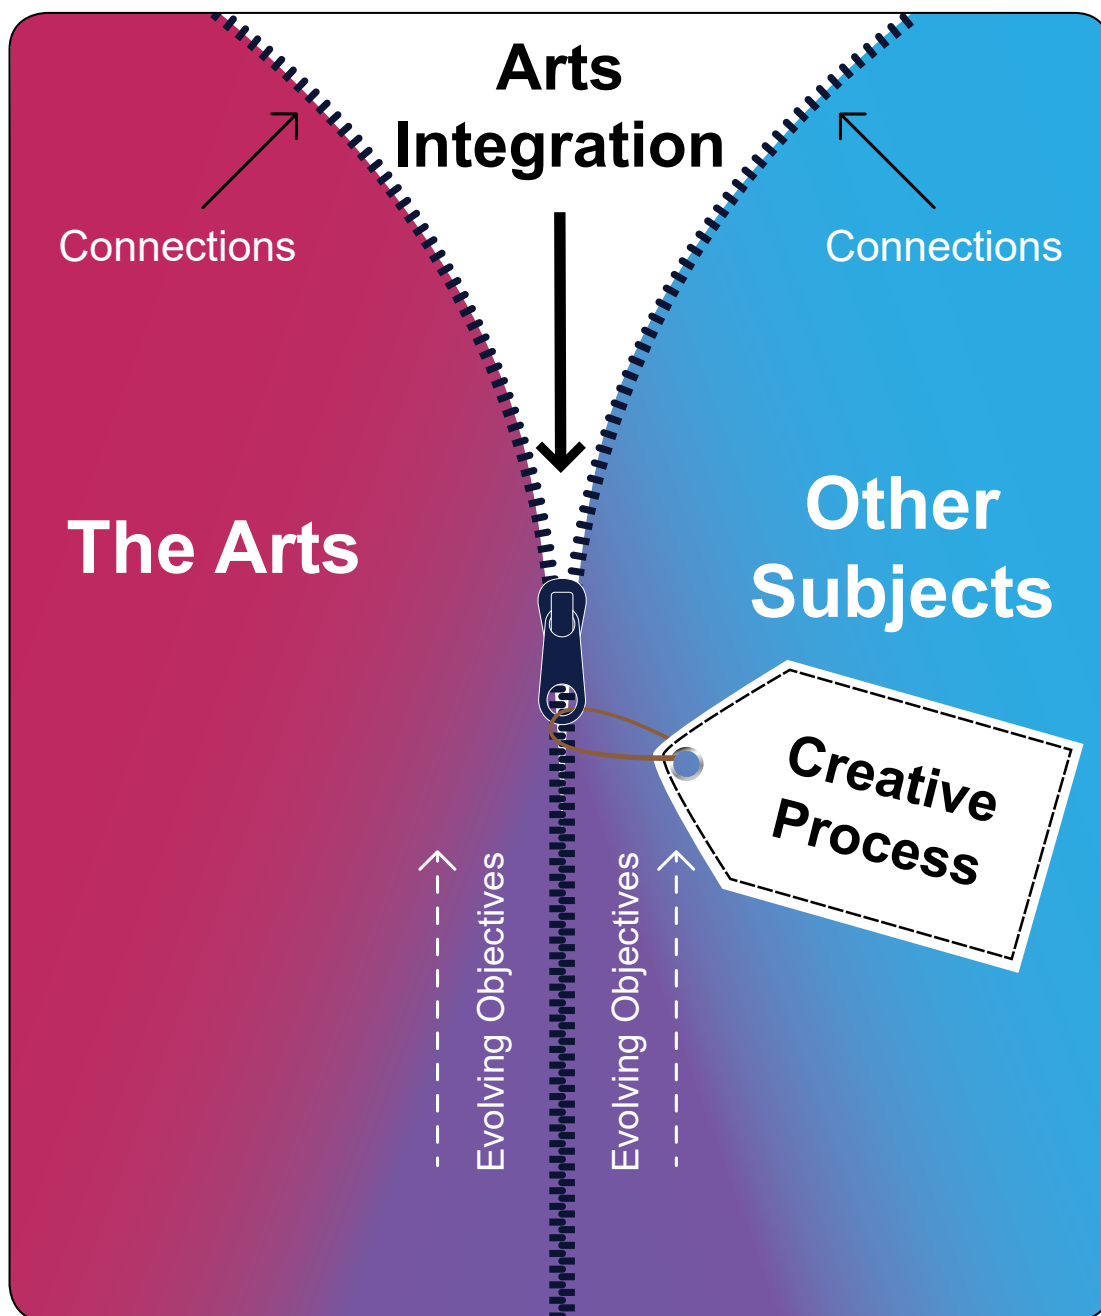 Arts
Integration
Connections
Connections
The Arts
Other
Subjects
Creative
Process
Evolving Objectives
Evolving Objectives